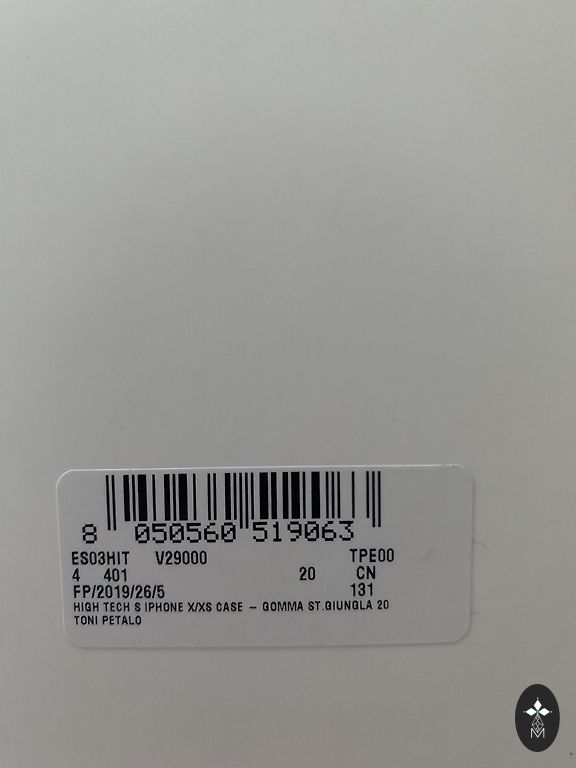 8 050560 519063
ES03HIT V29000 TPE00
4 401 20 CN
FP/2019/26/5 131
HIGH TECH S IPHONE X/XS CASE – GOMMA ST.GIUNGLA 20
TONI PETALO
M